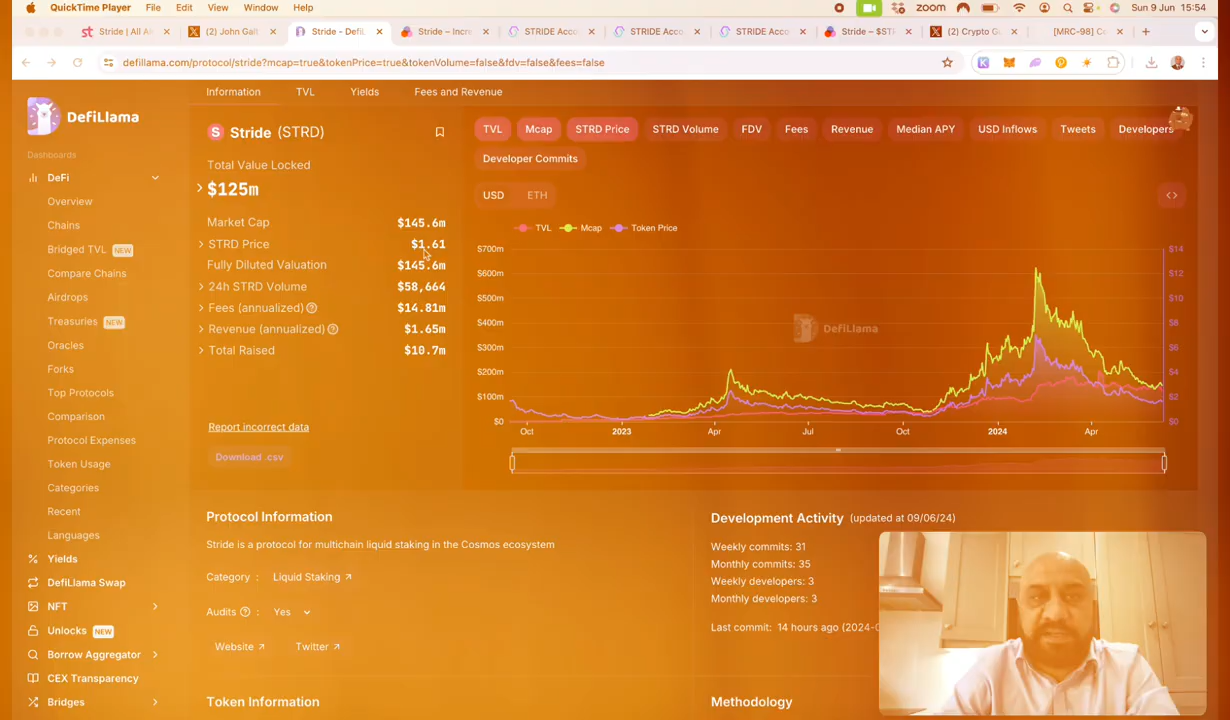 QuickTime Player File Edit View Window Help
zoom Sun 9 Jun 15:54
Stride | All A
(2) John Galt
Stride - DefiL
Stride – Incre
STRIDE Acco
STRIDE Acco
STRIDE Acco
Stride – $ST
(2) Crypto G
[MRC-98] C
defillama.com/protocol/stride?mcap=true&tokenPrice=true&tokenVolume=false&fdv=false&fees=false
DefiLlama
Dashboards
DeFi
Overview
Chains
Bridged TVL NEW
Compare Chains
Airdrops
Treasuries NEW
Oracles
Forks
Top Protocols
Comparison
Protocol Expenses
Token Usage
Categories
Recent
Languages
Yields
DefiLlama Swap
NFT
Unlocks NEW
Borrow Aggregator
CEX Transparency
Bridges
Information TVL Yields Fees and Revenue
S Stride (STRD)
Total Value Locked
$125m
Market Cap $145.6m
STRD Price $1.61
Fully Diluted Valuation $145.6m
24h STRD Volume $58,664
Fees (annualized) $14.81m
Revenue (annualized) $1.65m
Total Raised $10.7m
Report incorrect data
Download .csv
TVL Mcap STRD Price STRD Volume FDV Fees Revenue Median APY USD Inflows Tweets Developers
Developer Commits
USD ETH
TVL Mcap Token Price
$700m
$600m
$500m
$400m
$300m
$200m
$100m
$0
$14
$12
$10
$8
$6
$4
$2
$0
DefiLlama
Oct 2023 Apr Jul Oct 2024 Apr
Protocol Information
Stride is a protocol for multichain liquid staking in the Cosmos ecosystem
Category : Liquid Staking
Audits : Yes
Website Twitter
Token Information
Development Activity (updated at 09/06/24)
Weekly commits: 31
Monthly commits: 35
Weekly developers: 3
Monthly developers: 3
Last commit: 14 hours ago (2024-0
Methodology